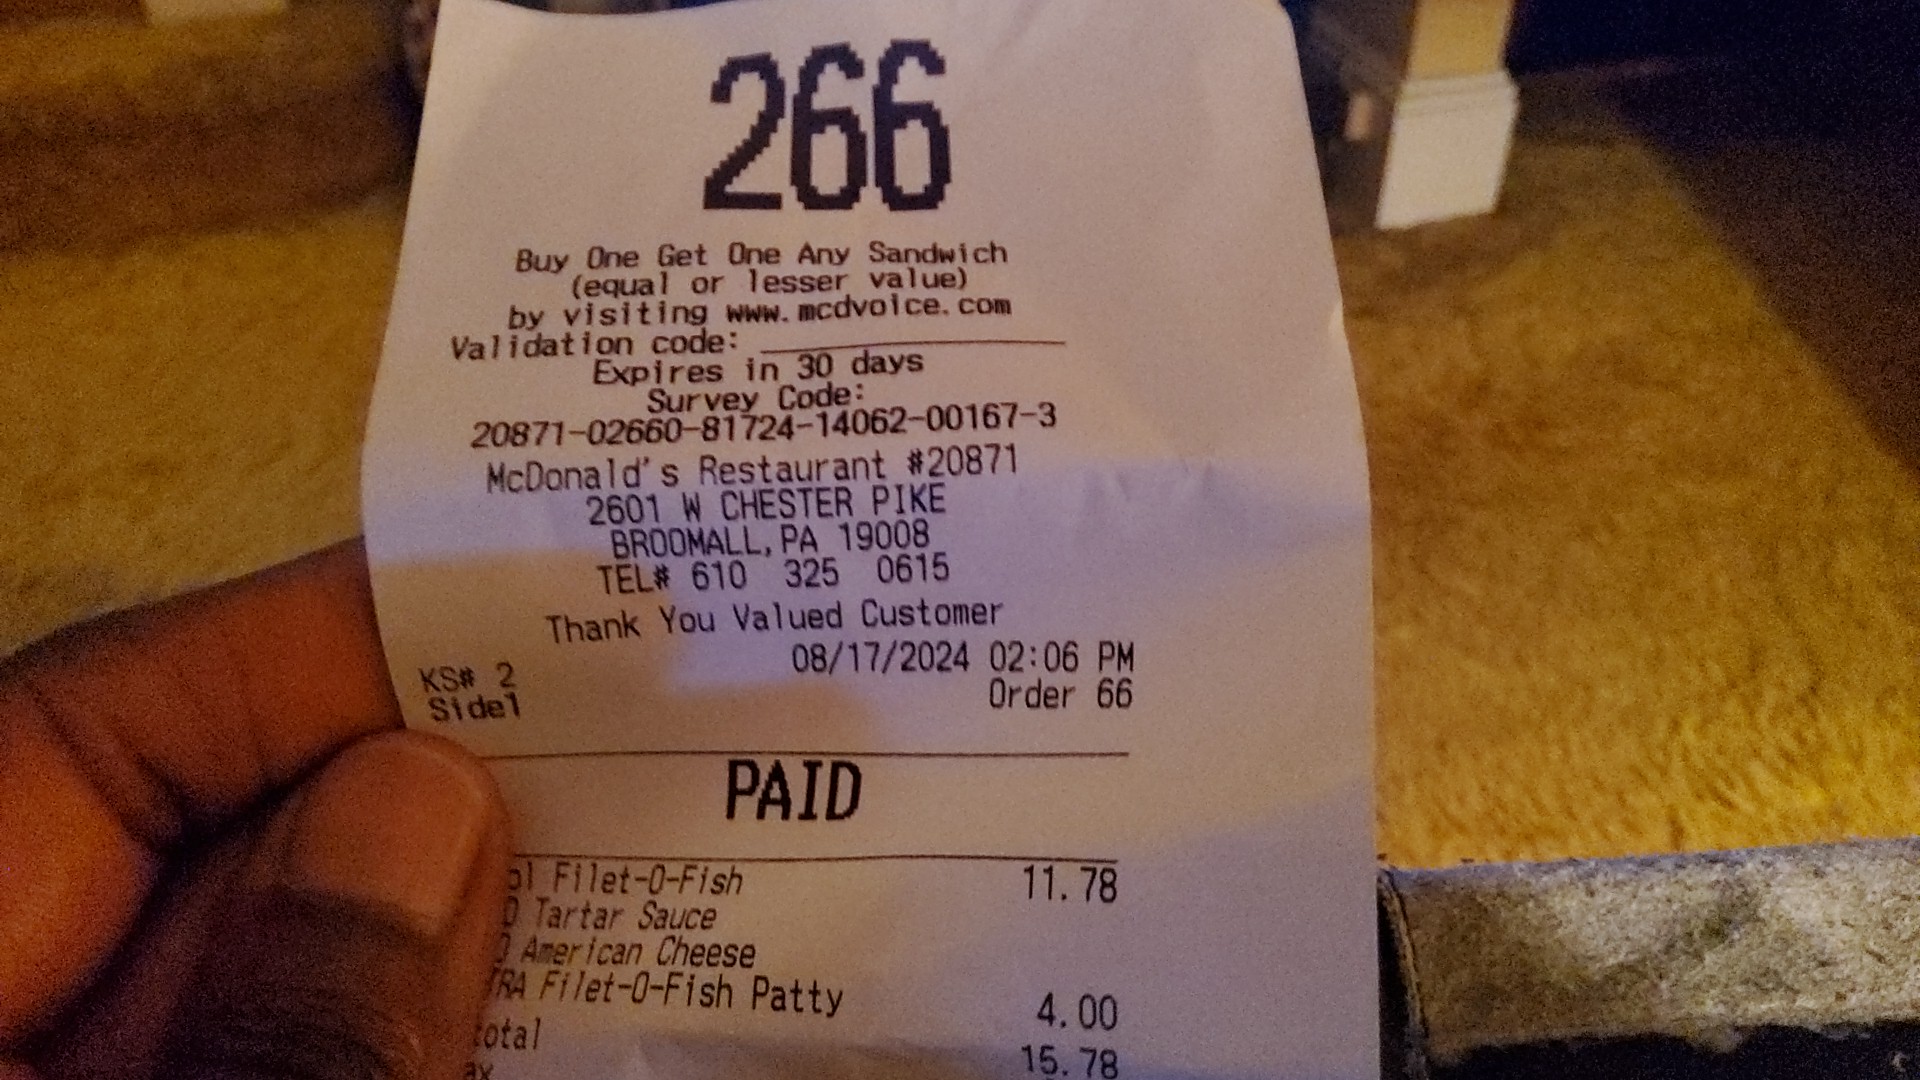 266
Buy One Get One Any Sandwich
(equal or lesser value)
by visiting www.mcdvoice.com
Validation code:
Expires in 30 days
Survey Code:
20871-02660-81724-14062-00167-3
McDonald's Restaurant #20871
2601 W CHESTER PIKE
BROOMALL, PA 19008
TEL# 610 325 0615
Thank You Valued Customer
KS# 2 08/17/2024 02:06 PM
Side1 Order 66
PAID
Filet-O-Fish 11.78
Tartar Sauce
American Cheese
Filet-O-Fish Patty 4.00
15.78